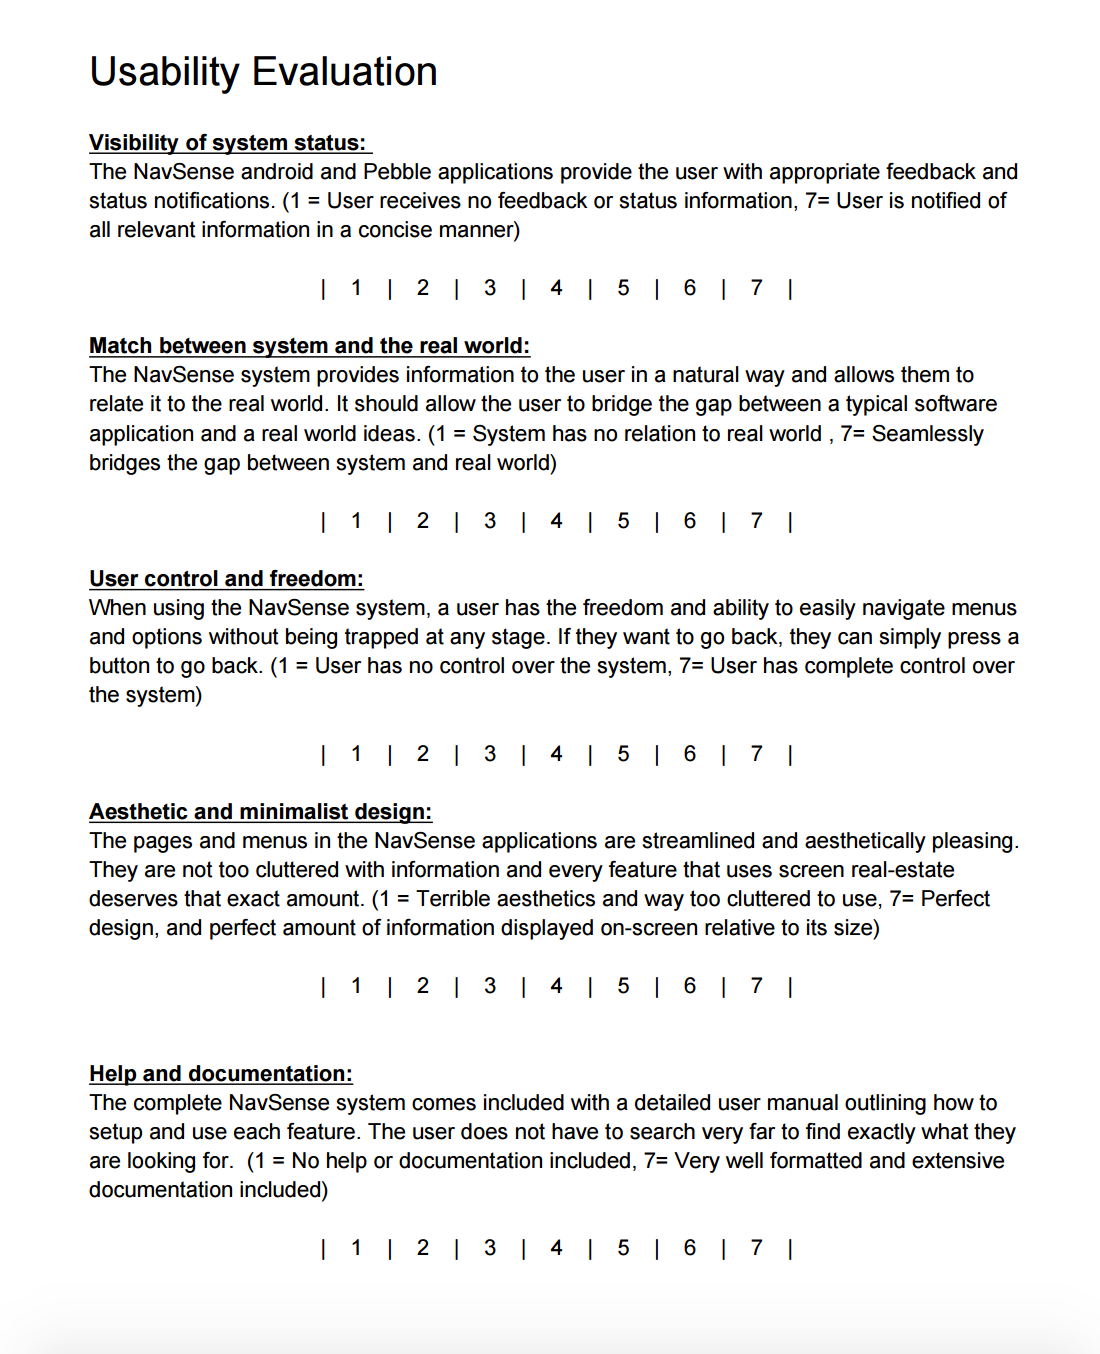 Usability Evaluation
Visibility of system status:
The NavSense android and Pebble applications provide the user with appropriate feedback and
status notifications. (1 = User receives no feedback or status information, 7= User is notified of
all relevant information in a concise manner)
| 1 | 2 | 3 | 4 | 5 | 6 | 7 |
Match between system and the real world:
The NavSense system provides information to the user in a natural way and allows them to
relate it to the real world. It should allow the user to bridge the gap between a typical software
application and a real world ideas. (1 = System has no relation to real world , 7= Seamlessly
bridges the gap between system and real world)
| 1 | 2 | 3 | 4 | 5 | 6 | 7 |
User control and freedom:
When using the NavSense system, a user has the freedom and ability to easily navigate menus
and options without being trapped at any stage. If they want to go back, they can simply press a
button to go back. (1 = User has no control over the system, 7= User has complete control over
the system)
| 1 | 2 | 3 | 4 | 5 | 6 | 7 |
Aesthetic and minimalist design:
The pages and menus in the NavSense applications are streamlined and aesthetically pleasing.
They are not too cluttered with information and every feature that uses screen real-estate
deserves that exact amount. (1 = Terrible aesthetics and way too cluttered to use, 7= Perfect
design, and perfect amount of information displayed on-screen relative to its size)
| 1 | 2 | 3 | 4 | 5 | 6 | 7 |
Help and documentation:
The complete NavSense system comes included with a detailed user manual outlining how to
setup and use each feature. The user does not have to search very far to find exactly what they
are looking for.  (1 = No help or documentation included, 7= Very well formatted and extensive
documentation included)
| 1 | 2 | 3 | 4 | 5 | 6 | 7 |